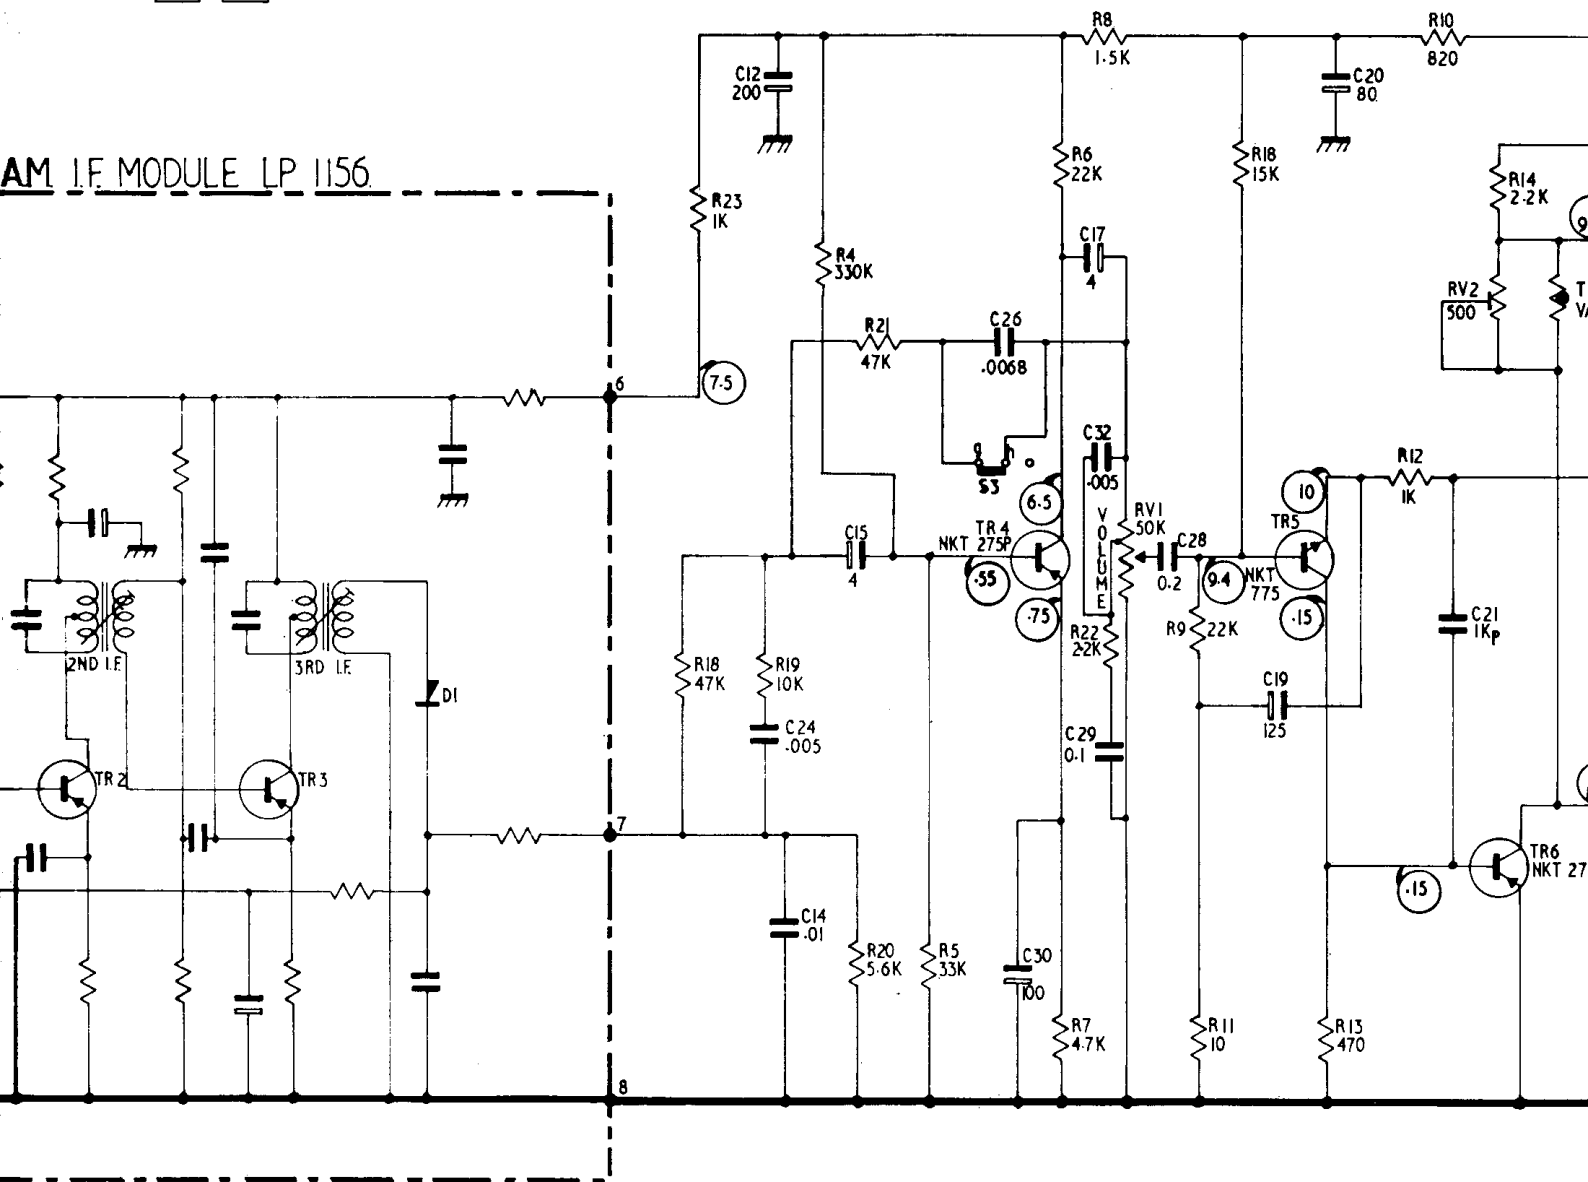 R8
1.5K
R10
820
C12
200
C20
80
AM I.F. MODULE LP 1156
R6
22K
R18
15K
R14
2.2K
R23
1K
C17
4
R4
330K
RV2
500
R21
47K
C26
.0068
6
7.5
C32
.005
S3
R12
1K
10
6.5
TR5
RV1
50K
VOLUME
TR4
NKT 275P
C15
4
C28
0.2
.55
9.4
NKT
775
.75
.15
R9
22K
C21
1Kp
R22
2.2K
2ND I.F.
3RD I.F.
R18
47K
R19
10K
D1
C19
125
C24
.005
C29
0.1
TR2
TR3
7
TR6
NKT 27
.15
C14
.01
R20
5.6K
R5
33K
C30
100
R7
4.7K
R11
10
R13
470
8